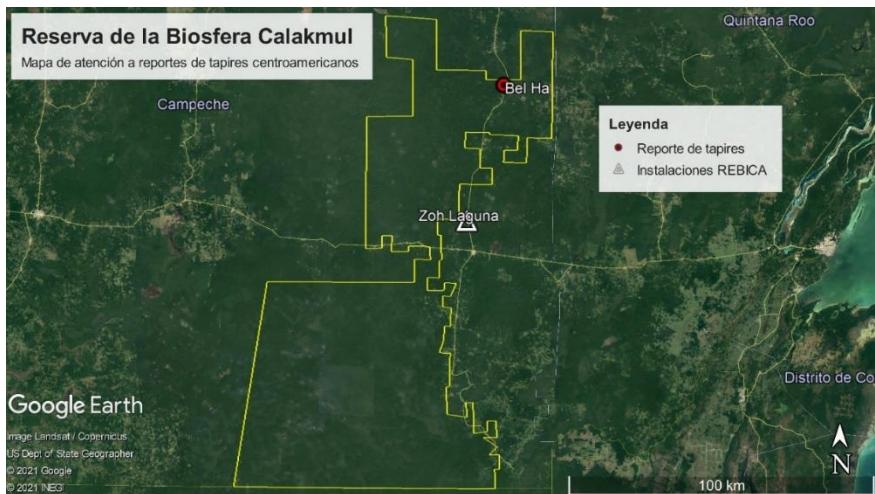 Reserva de la Biosfera Calakmul
Mapa de atención a reportes de tapires centroamericanos
Quintana Roo
Campeche
Bel Ha
Leyenda
Reporte de tapires
Instalaciones REBICA
Zoh Laguna
Distrito de Co
Google Earth
Image Landsat / Copernicus
US Dept of State Geographer
© 2021 Google
© 2021 INEGI
N
100 km